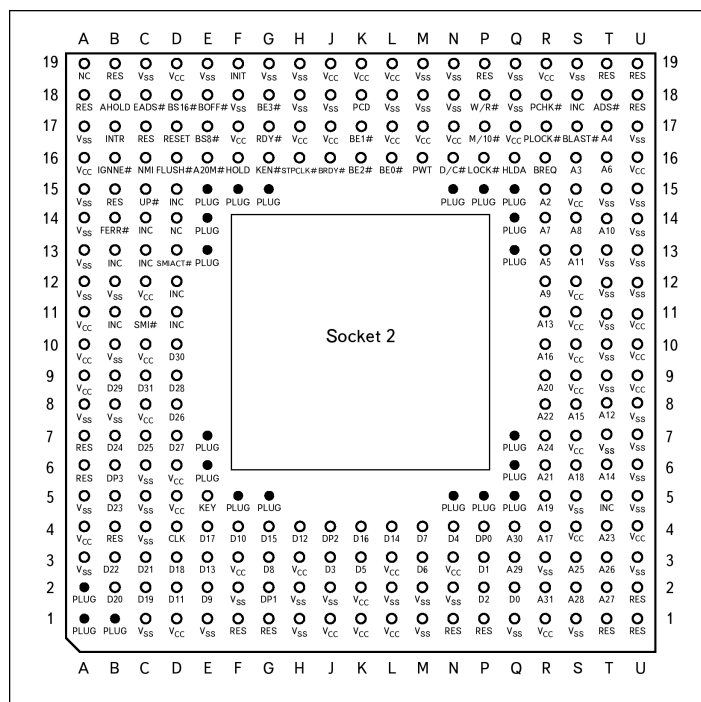 A B C D E F G H J K L M N P Q R S T U
19 19
NC RES VSS VCC VSS INIT VSS VSS VCC VCC VCC VSS VSS RES VSS VCC VSS RES RES
18 18
RES AHOLD EADS# BS16# BOFF# VSS BE3# VSS VSS PCD VSS VSS VSS W/R# VSS PCHK# INC ADS# RES
17 17
VSS INTR RES RESET BS8# VCC RDY# VCC VCC BE1# VCC VCC VCC M/10# VCC PLOCK# BLAST# A4 VSS
16 16
VCC IGNNE# NMI FLUSH# A20M# HOLD KEN# STPCLK# BRDY# BE2# BE0# PWT D/C# LOCK# HLDA BREQ A3 A6 VCC
15 15
VSS RES UP# INC PLUG PLUG PLUG PLUG PLUG PLUG A2 VCC VSS VSS
14 14
VSS FERR# INC NC PLUG PLUG A7 A8 A10 VSS
13 13
VSS INC INC SMIACT# PLUG PLUG A5 A11 VSS VSS
12 12
VSS VSS VCC INC A9 VCC VSS VSS
11 11
VCC INC SMI# INC A13 VCC VSS VCC
Socket 2
10 10
VCC VSS VCC D30 A16 VCC VSS VCC
9 9
VCC D29 D31 D28 A20 VCC VSS VCC
8 8
VSS VSS VCC D26 A22 A15 A12 VSS
7 7
RES D24 D25 D27 PLUG PLUG A24 VCC VSS VSS
6 6
RES DP3 VSS VCC PLUG PLUG A21 A18 A14 VSS
5 5
VSS D23 VSS VCC KEY PLUG PLUG PLUG PLUG PLUG A19 VSS INC VSS
4 4
VCC RES VSS CLK D17 D10 D15 D12 DP2 D16 D14 D7 D4 DP0 A30 A17 VCC A23 VCC
3 3
VSS D22 D21 D18 D13 VCC D8 VCC D3 D5 VCC D6 VCC D1 A29 VSS A25 A26 VSS
2 2
PLUG D20 D19 D11 D9 VSS DP1 VSS VSS VCC VSS VSS VSS D2 D0 A31 A28 A27 RES
1 1
PLUG PLUG VSS VCC VSS RES RES VSS VCC VCC VCC VSS RES RES VSS VCC VSS RES RES
A B C D E F G H J K L M N P Q R S T U